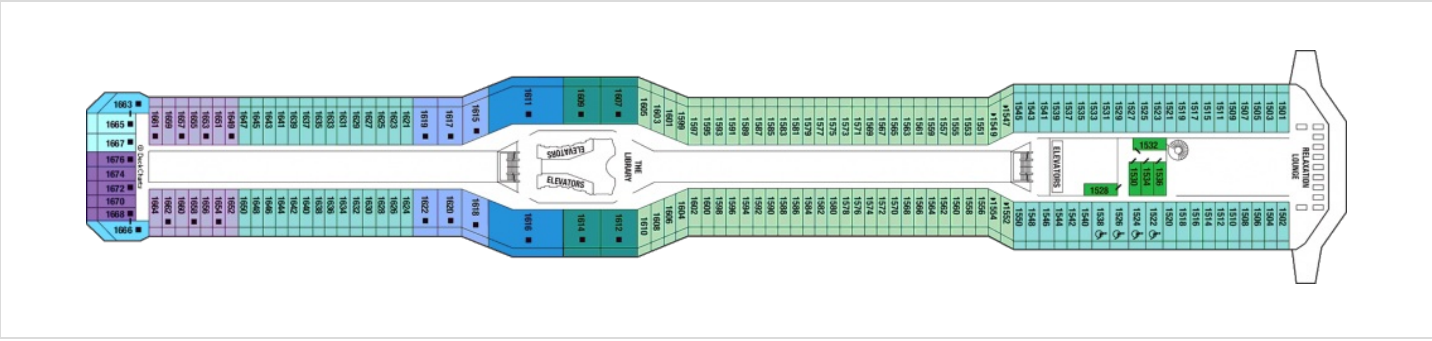 1663
1665
1667
1676
1674
1672
1670
1668
1666
© Deck Chartz
1661 1659 1657 1655 1653 1651 1649 1647 1645 1643 1641 1639 1637 1635 1633 1631 1629 1627 1625 1623 1621 1619 1617 1615 1611 1609 1607 1605 1603 1601 1599 1597 1595 1593 1591 1589 1587 1585 1583 1581 1579 1577 1575 1573 1571 1569 1567 1565 1563 1561 1559 1557 1555 1553 1551 1549 1547 1545 1543 1541 1539 1537 1535 1533 1531 1529 1527 1525 1523 1521 1519 1517 1515 1511 1509 1507 1505 1503 1501
ELEVATORS
ELEVATORS
THE
LIBRARY
ELEVATORS
1532
1530
1534
1536
1528
RELAXATION
LOUNGE
1664 1662 1660 1658 1656 1654 1652 1650 1648 1646 1644 1642 1640 1638 1636 1634 1632 1630 1628 1626 1624 1622 1620 1618 1616 1614 1612 1610 1608 1606 1604 1602 1600 1598 1596 1594 1592 1590 1588 1586 1584 1582 1580 1578 1576 1574 1572 1570 1568 1566 1564 1562 1560 1558 1556 1554 1552 1550 1548 1546 1544 1542 1540 1538 1526 1524 1522 1520 1518 1516 1514 1512 1510 1508 1506 1504 1502